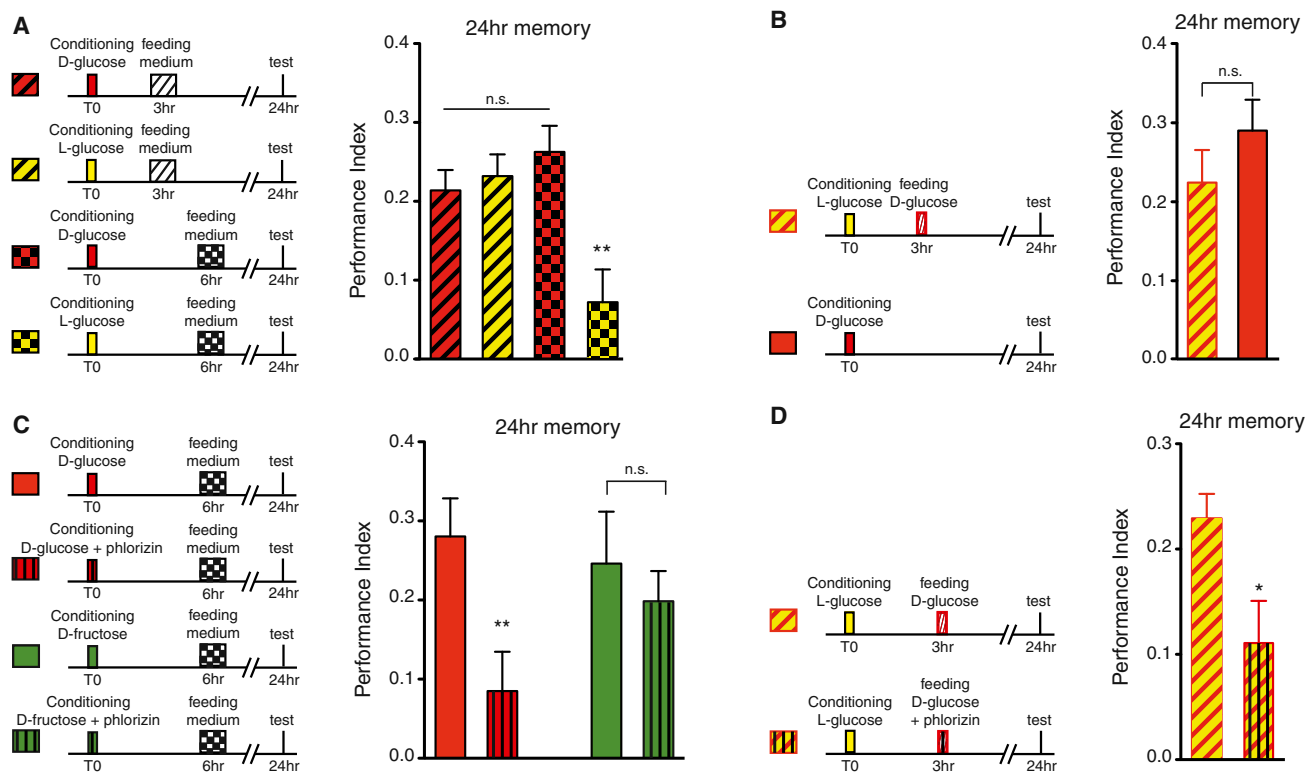 A
Conditioning feeding
D-glucose medium
test
T0 3hr 24hr
Conditioning feeding
L-glucose medium
test
T0 3hr 24hr
Conditioning feeding
D-glucose medium
test
T0 6hr 24hr
Conditioning feeding
L-glucose medium
test
T0 6hr 24hr
24hr memory
Performance Index
0.4
0.3
0.2
0.1
0.0
n.s.
**
B
Conditioning feeding
L-glucose D-glucose
test
T0 3hr 24hr
Conditioning
D-glucose
test
T0 24hr
24hr memory
Performance Index
0.4
0.3
0.2
0.1
0.0
n.s.
C
Conditioning feeding
D-glucose medium
test
T0 6hr 24hr
Conditioning feeding
D-glucose + phlorizin medium
test
T0 6hr 24hr
Conditioning feeding
D-fructose medium
test
T0 6hr 24hr
Conditioning feeding
D-fructose + phlorizin medium
test
T0 6hr 24hr
24hr memory
Performance Index
0.4
0.3
0.2
0.1
0.0
**
n.s.
D
Conditioning feeding
L-glucose D-glucose
test
T0 3hr 24hr
feeding
Conditioning D-glucose
L-glucose + phlorizin
test
T0 3hr 24hr
24hr memory
Performance Index
0.3
0.2
0.1
0.0
*